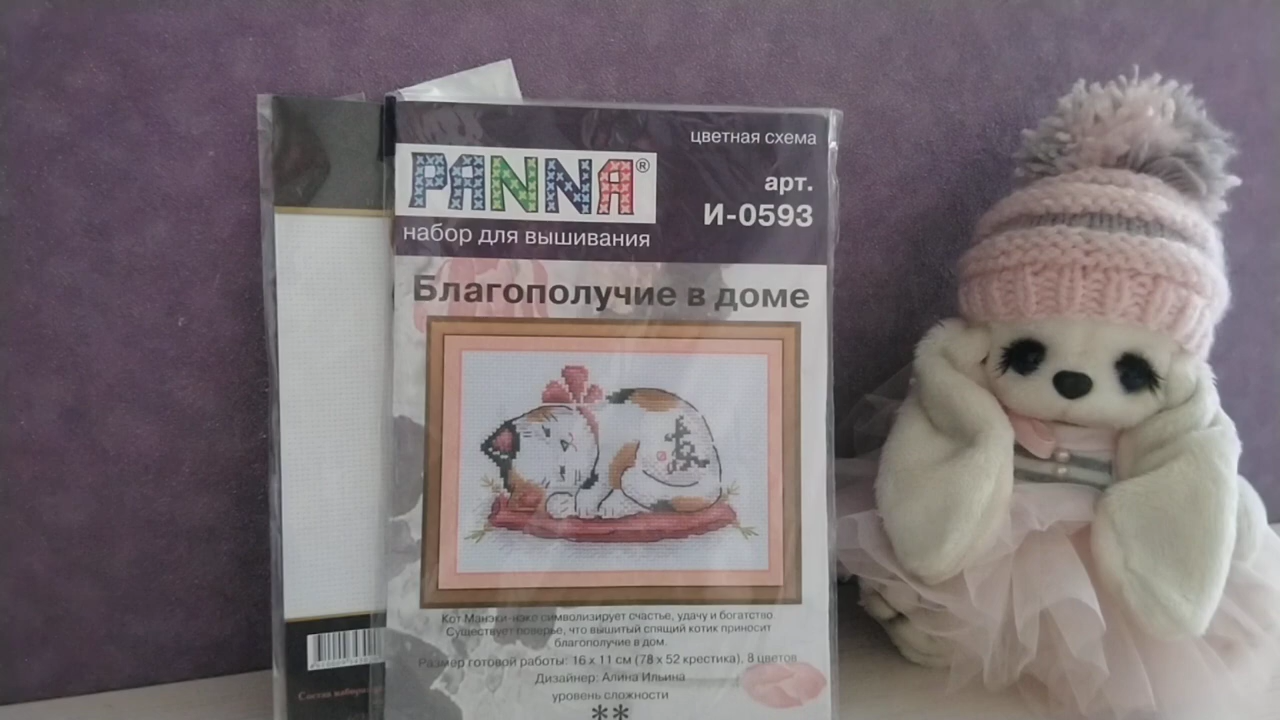 PANNA®
набор для вышивания
цветная схема
арт.
И-0593
Благополучие в доме
Кот Манэки-нэко символизирует счастье, удачу и богатство.
Существует поверье, что вышитый спящий котик приносит
благополучие в дом.
Размер готовой работы: 16 x 11 см (78 x 52 крестика), 8 цветов
Дизайнер: Алина Ильина
уровень сложности
**
Состав набора